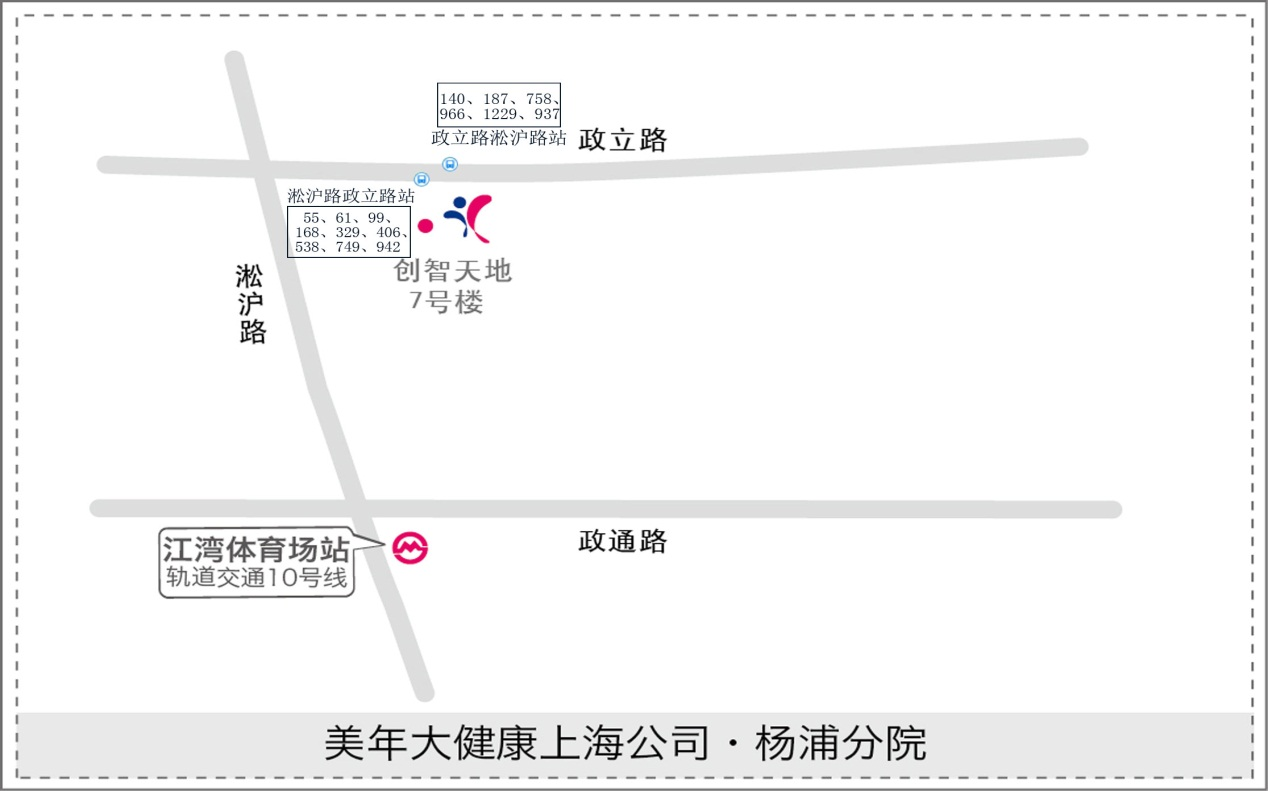 140、187、758、
966、1229、937
政立路淞沪路站
政立路
淞沪路政立路站
55、61、99、
168、329、406、
538、749、942
创智天地
7号楼
淞沪路
江湾体育场站
轨道交通10号线
政通路
美年大健康上海公司·杨浦分院